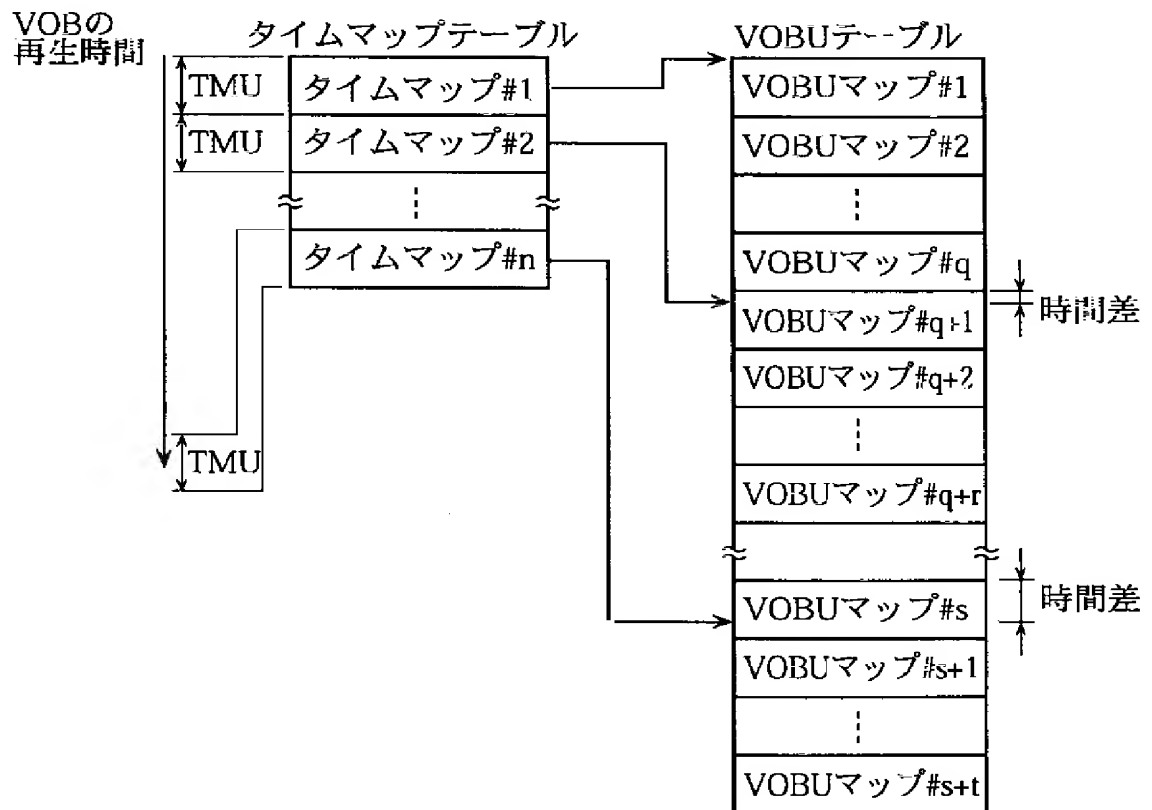 VOBの
再生時間
タイムマップテーブル
TMU
タイムマップ#1
TMU
タイムマップ#2
タイムマップ#n
TMU
VOBUテーブル
VOBUマップ#1
VOBUマップ#2
VOBUマップ#q
時間差
VOBUマップ#q+1
VOBUマップ#q+2
VOBUマップ#q+r
VOBUマップ#s
時間差
VOBUマップ#s+1
VOBUマップ#s+t